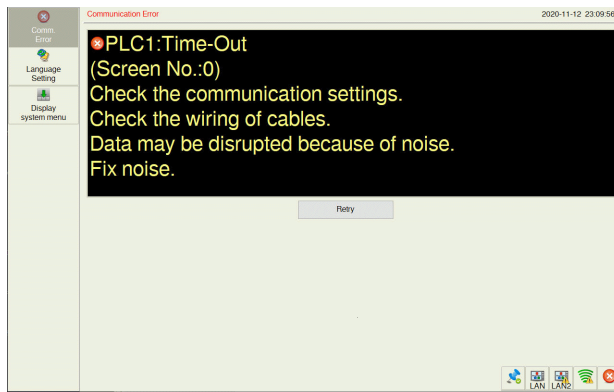 Comm.
Error
Language
Setting
Display
system menu
Communication Error
2020-11-12 23:09:56
PLC1:Time-Out
(Screen No.:0)
Check the communication settings.
Check the wiring of cables.
Data may be disrupted because of noise.
Fix noise.
Retry
LAN
LAN2